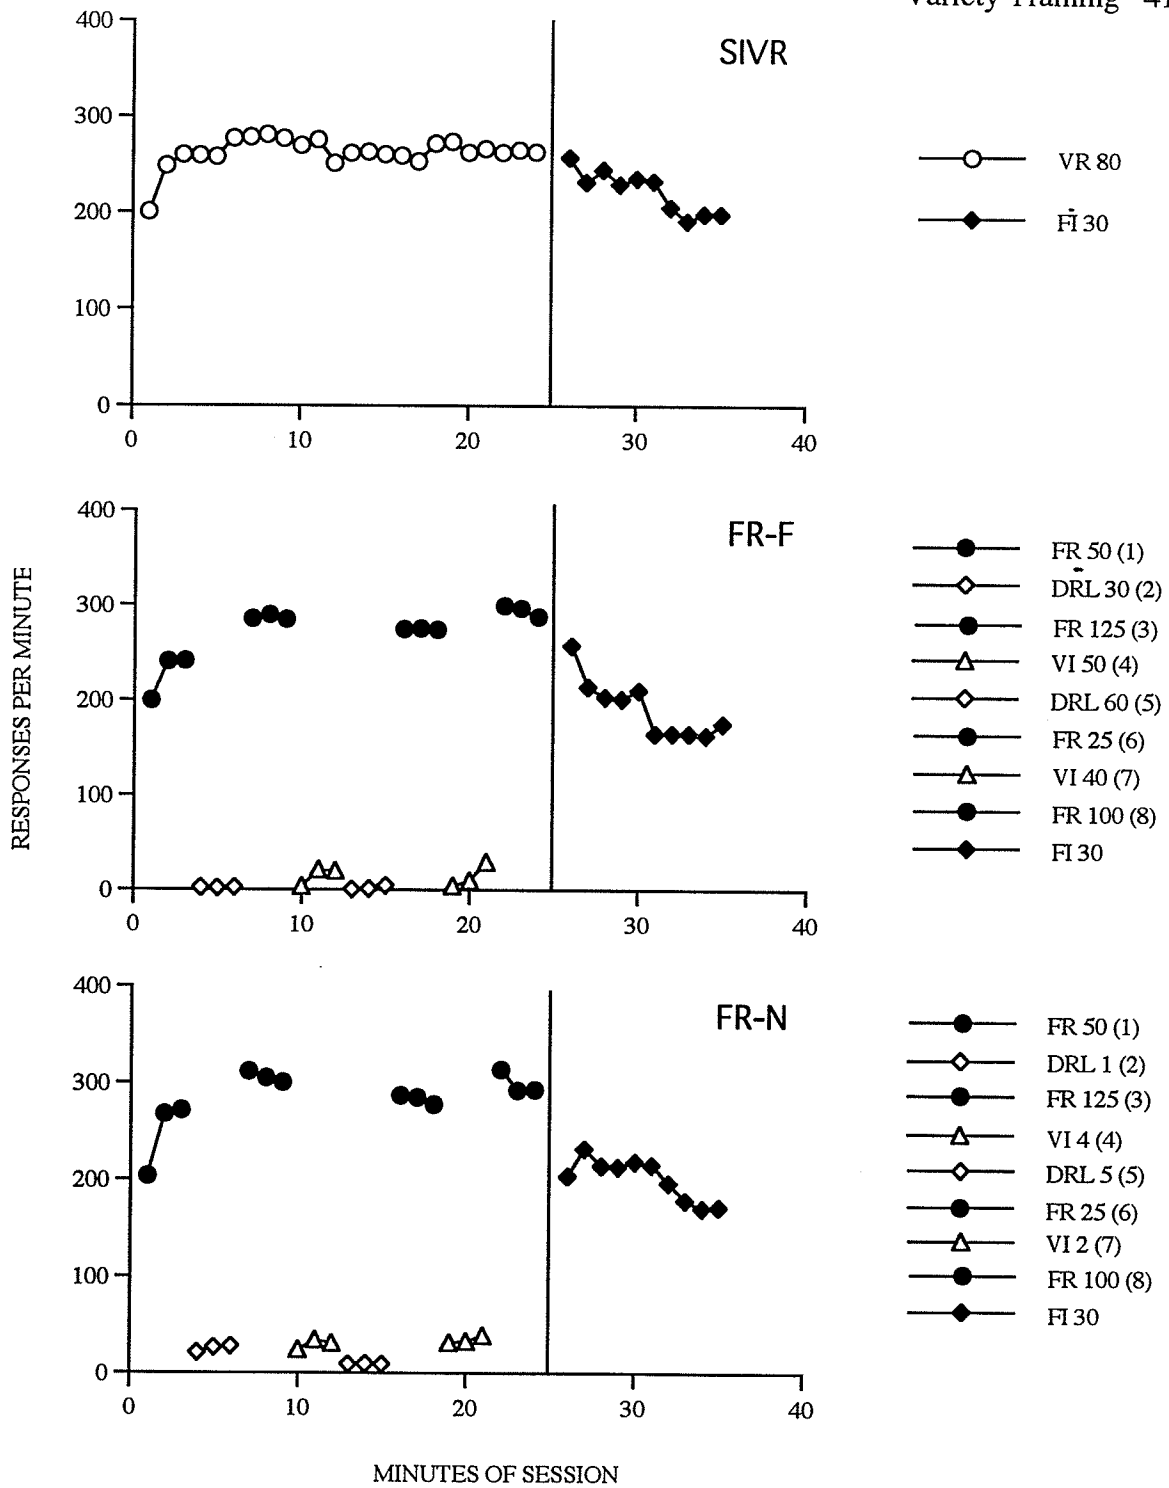 Variety Training 41
400
SIVR
300
VR 80
200
FI 30
100
0
0 10 20 30 40
400
FR-F
FR 50 (1)
300
DRL 30 (2)
FR 125 (3)
200
VI 50 (4)
DRL 60 (5)
FR 25 (6)
100
VI 40 (7)
FR 100 (8)
0
FI 30
0 10 20 30 40
RESPONSES PER MINUTE
400
FR-N
FR 50 (1)
300
DRL 1 (2)
FR 125 (3)
200
VI 4 (4)
DRL 5 (5)
FR 25 (6)
100
VI 2 (7)
FR 100 (8)
0
FI 30
0 10 20 30 40
MINUTES OF SESSION